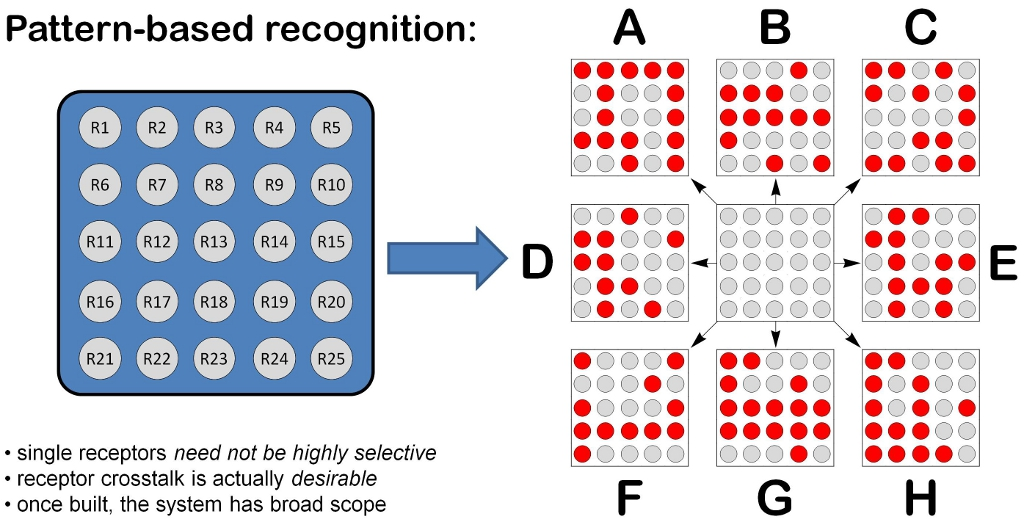 Pattern-based recognition:
A B C
R1 R2 R3 R4 R5
R6 R7 R8 R9 R10
R11 R12 R13 R14 R15
D E
R16 R17 R18 R19 R20
R21 R22 R23 R24 R25
• single receptors need not be highly selective
• receptor crosstalk is actually desirable
• once built, the system has broad scope
F G H